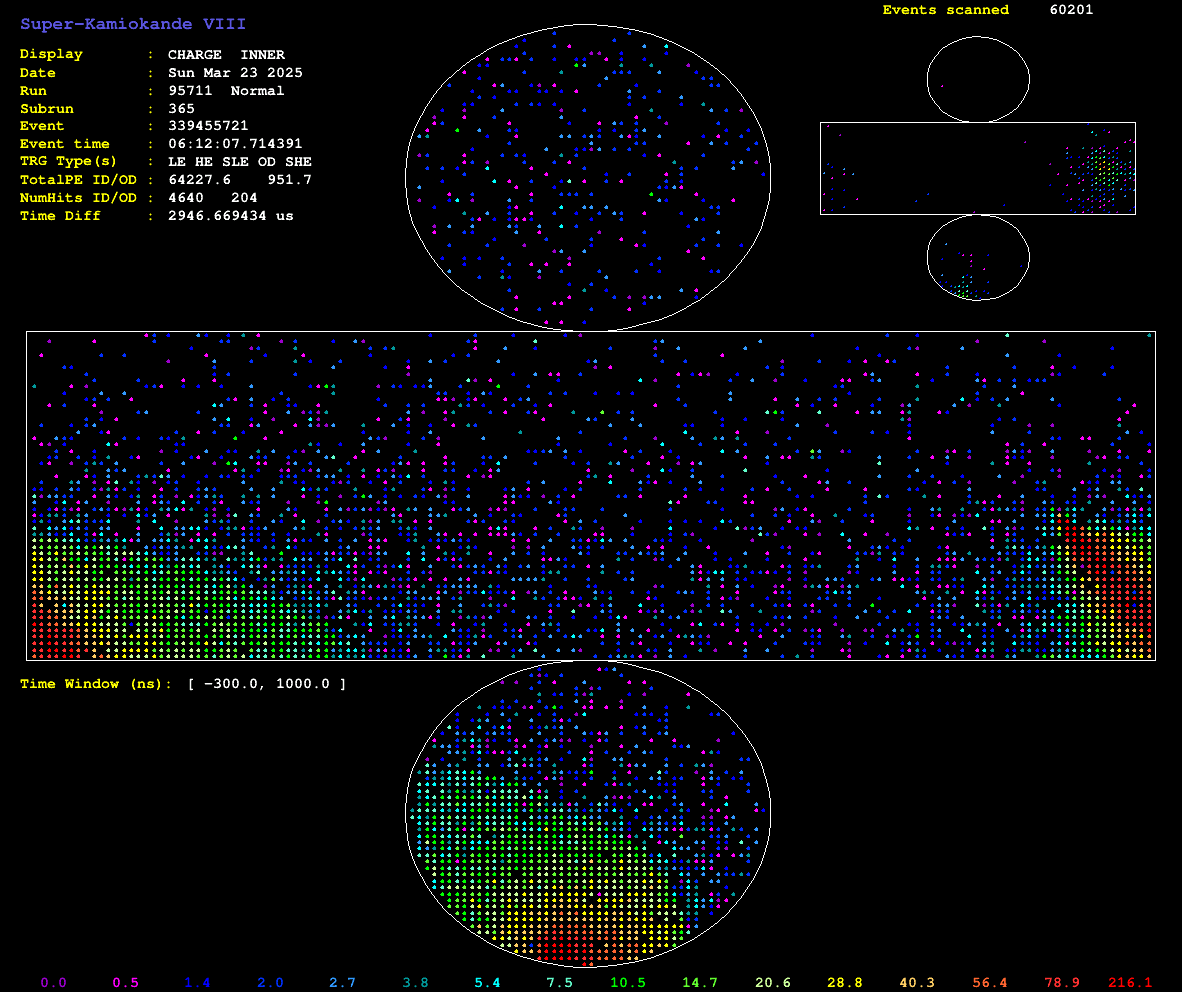 Super-Kamiokande VIII
Display : CHARGE INNER
Date : Sun Mar 23 2025
Run : 95711 Normal
Subrun : 365
Event : 339455721
Event time : 06:12:07.714391
TRG Type(s) : LE HE SLE OD SHE
TotalPE ID/OD : 64227.6 951.7
NumHits ID/OD : 4640 204
Time Diff : 2946.669434 us
Events scanned 60201
Time Window (ns): [ -300.0, 1000.0 ]
0.0 0.5 1.4 2.0 2.7 3.8 5.4 7.5 10.5 14.7 20.6 28.8 40.3 56.4 78.9 216.1